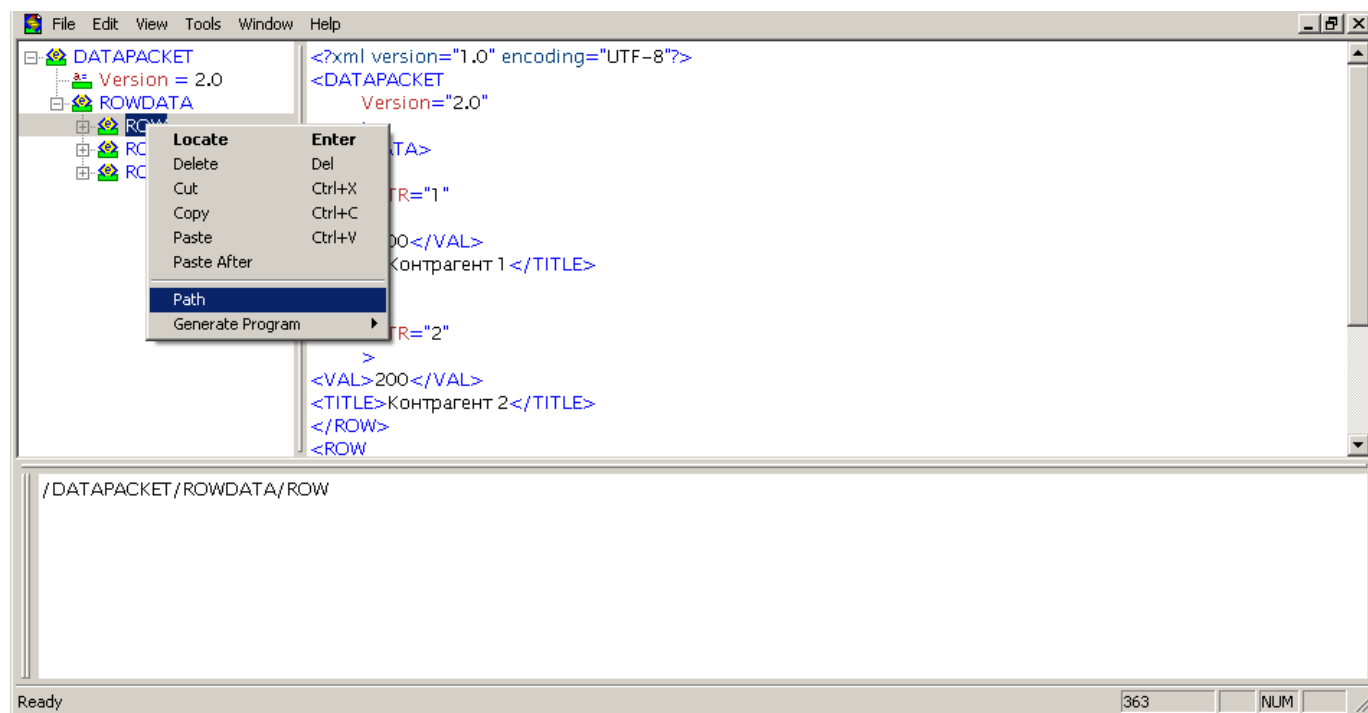 File Edit View Tools Window Help
DATAPACKET
Version = 2.0
ROWDATA
ROW
RO
RO
Locate Enter
Delete Del
Cut Ctrl+X
Copy Ctrl+C
Paste Ctrl+V
Paste After
Path
Generate Program
<?xml version="1.0" encoding="UTF-8"?>
<DATAPACKET
Version="2.0"
>
TA>
TR="1"
00</VAL>
Контрагент 1</TITLE>
TR="2"
>
<VAL>200</VAL>
<TITLE>Контрагент 2</TITLE>
</ROW>
<ROW
/DATAPACKET/ROWDATA/ROW
Ready 363 NUM